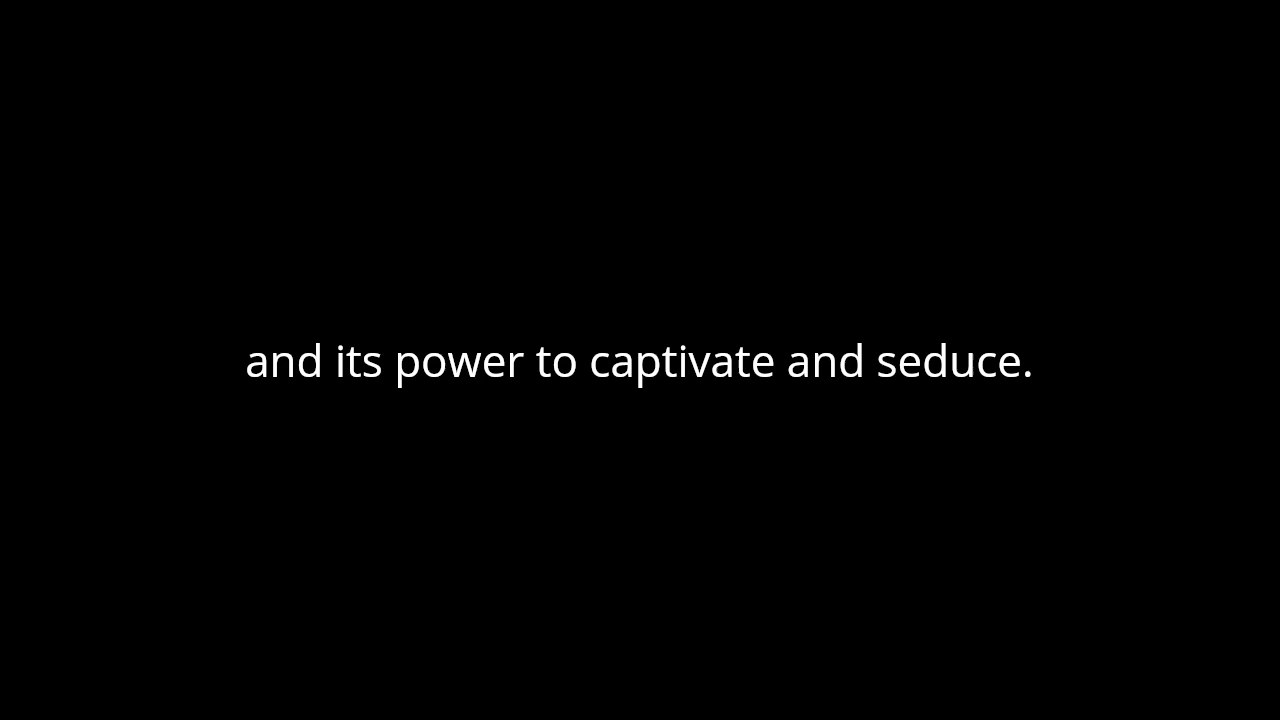 and its power to captivate and seduce.